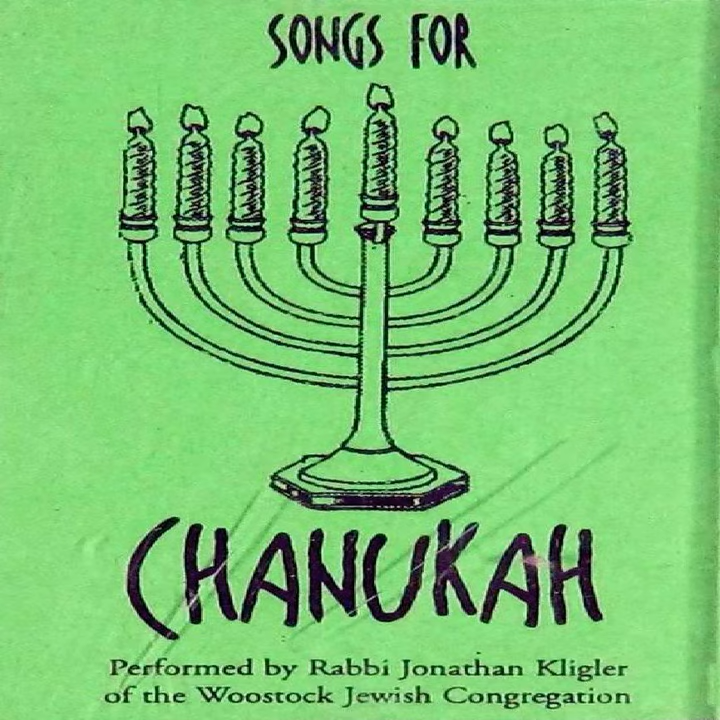 SONGS FOR
CHANUKAH
Performed by Rabbi Jonathan Kligler
of the Woostock Jewish Congregation